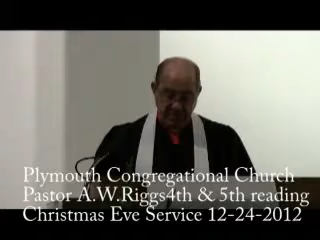 Plymouth Congregational Church
Pastor A.W.Riggs4th & 5th reading
Christmas Eve Service 12-24-2012